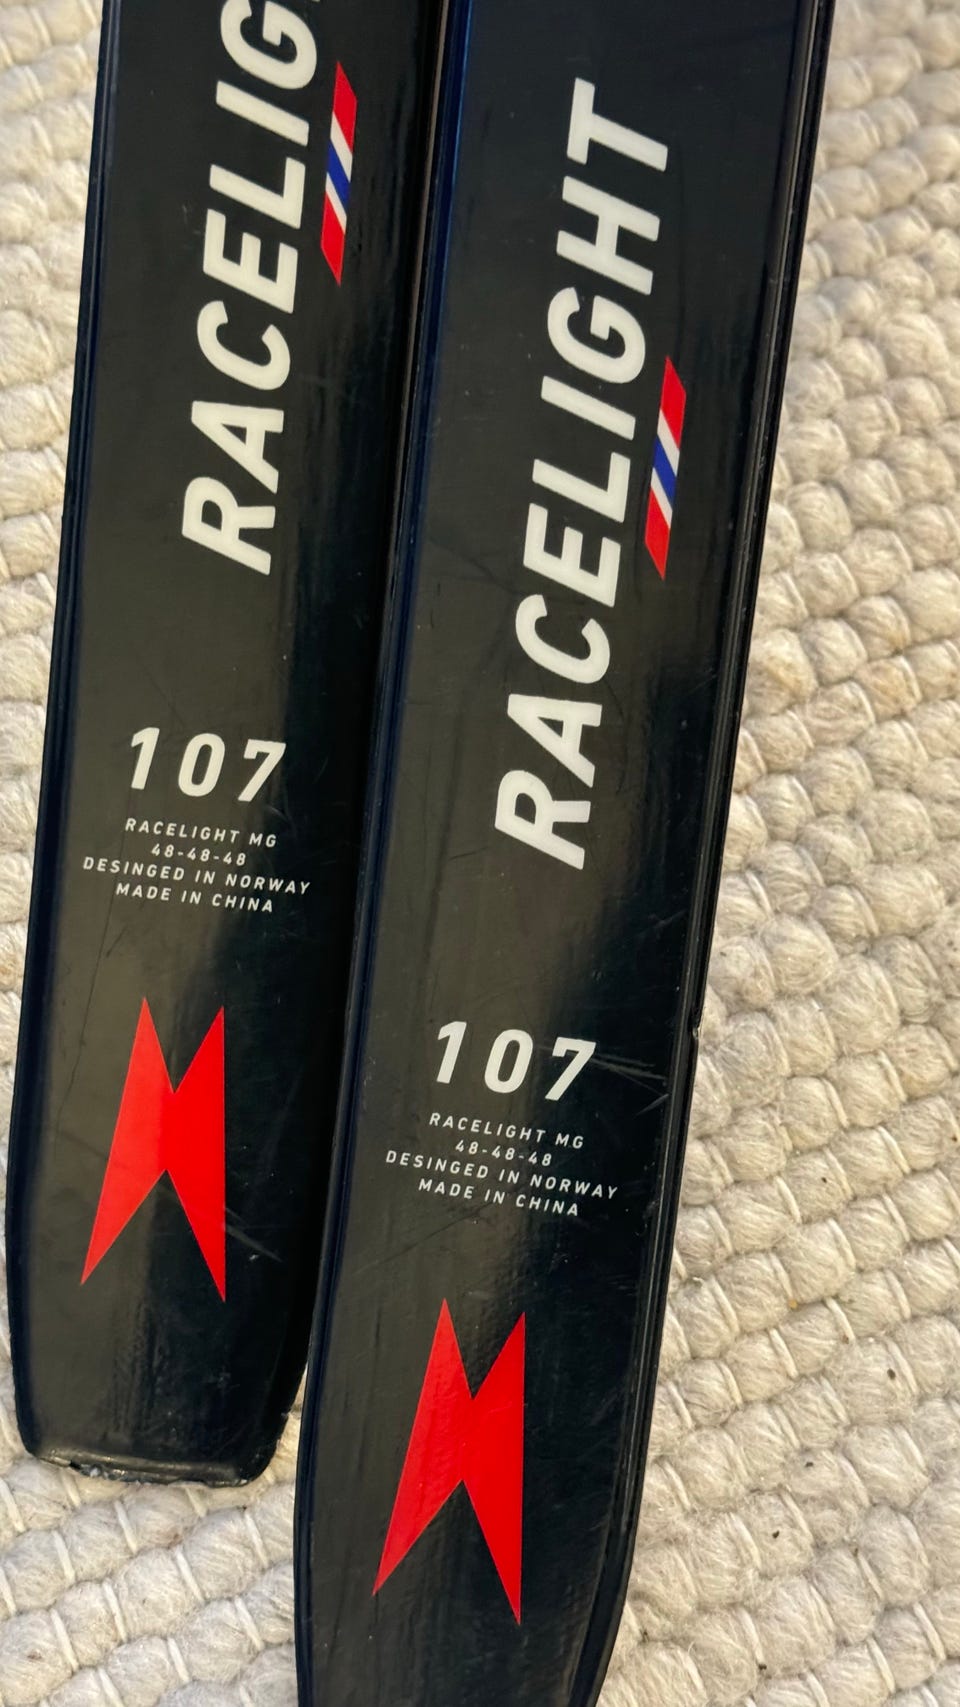 RACELIG
107
RACELIGHT MG
48-48-48
DESINGED IN NORWAY
MADE IN CHINA
RACELIGHT
107
RACELIGHT MG
48-48-48
DESINGED IN NORWAY
MADE IN CHINA